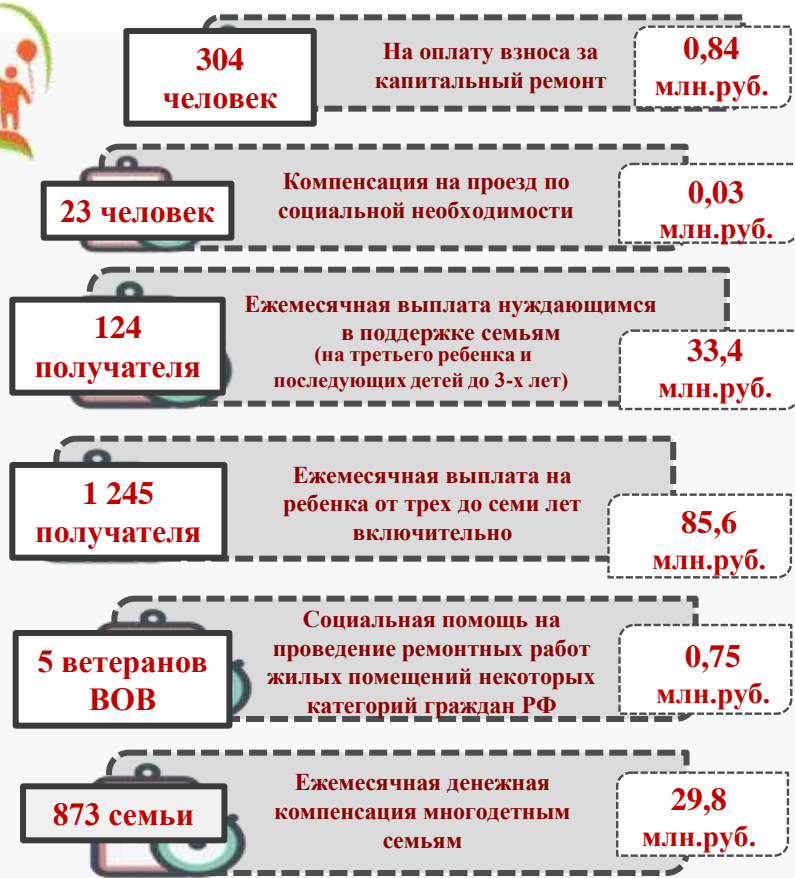 304
человек
На оплату взноса за
капитальный ремонт
0,84
млн.руб.
23 человек
Компенсация на проезд по
социальной необходимости
0,03
млн.руб.
124
получателя
Ежемесячная выплата нуждающимся
в поддержке семьям
(на третьего ребенка и
последующих детей до 3-х лет)
33,4
млн.руб.
1 245
получателя
Ежемесячная выплата на
ребенка от трех до семи лет
включительно
85,6
млн.руб.
5 ветеранов
ВОВ
Социальная помощь на
проведение ремонтных работ
жилых помещений некоторых
категорий граждан РФ
0,75
млн.руб.
873 семьи
Ежемесячная денежная
компенсация многодетным
семьям
29,8
млн.руб.